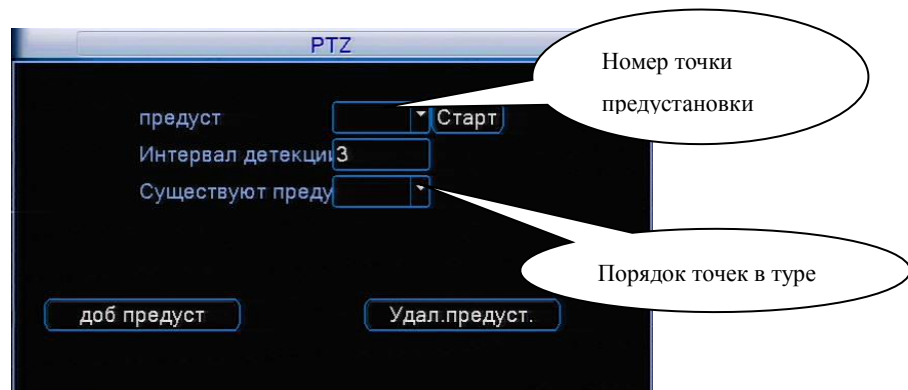 PTZ
Номер точки
предустановки
предуст Старт
Интервал детекци 3
Существуют преду
Порядок точек в туре
доб предуст Удал.предуст.